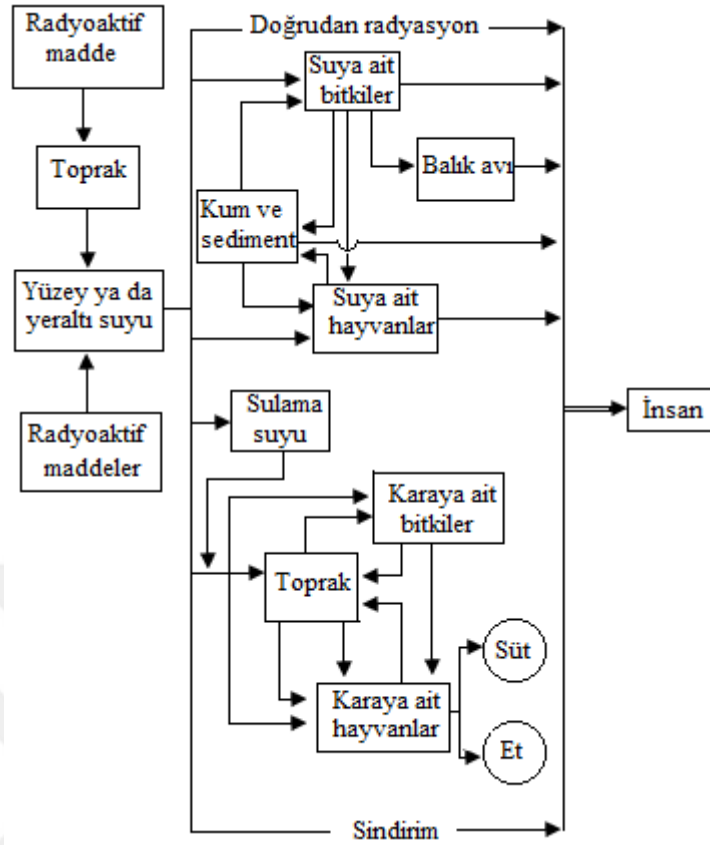 Radyoaktif
madde
Toprak
Yüzey ya da
yeraltı suyu
Radyoaktif
maddeler
Doğrudan radyasyon
Suya ait
bitkiler
Balık avı
Kum ve
sediment
Suya ait
hayvanlar
Sulama
suyu
Karaya ait
bitkiler
Toprak
Karaya ait
hayvanlar
Süt
Et
Sindirim
İnsan